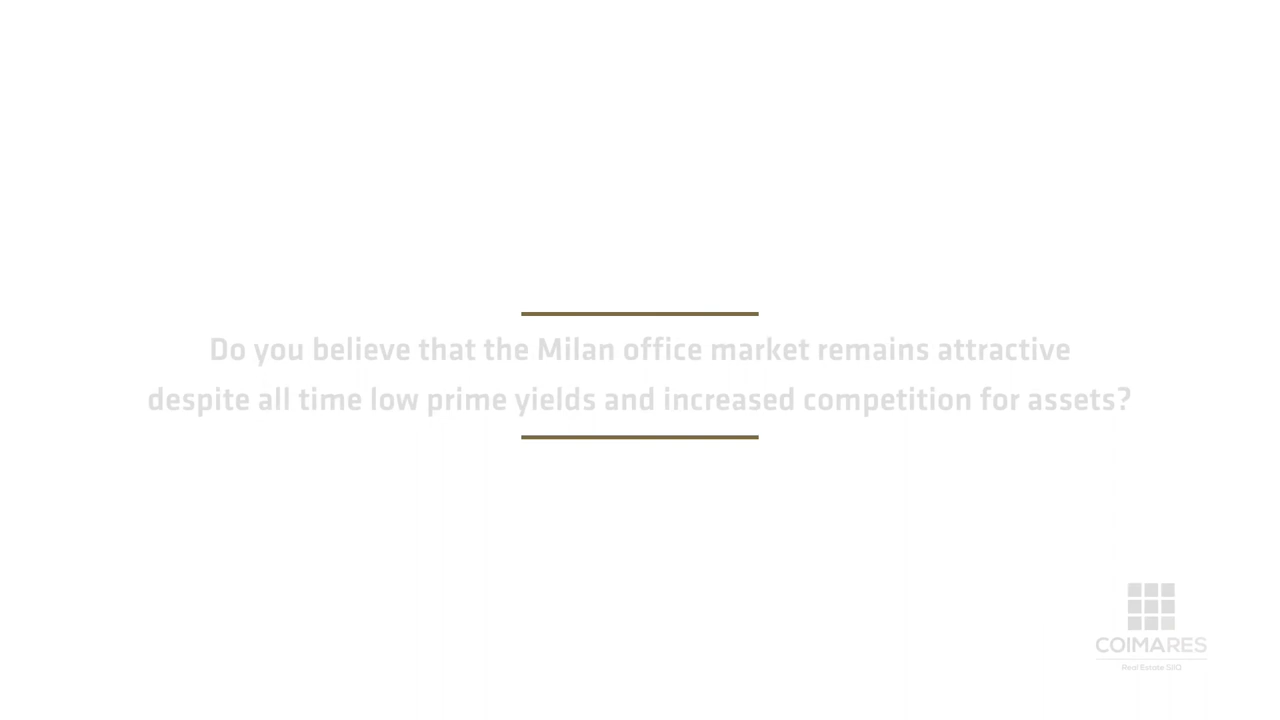 Do you believe that the Milan office market remains attractive
despite all time low prime yields and increased competition for assets?
COIMARES
Real Estate SIIQ